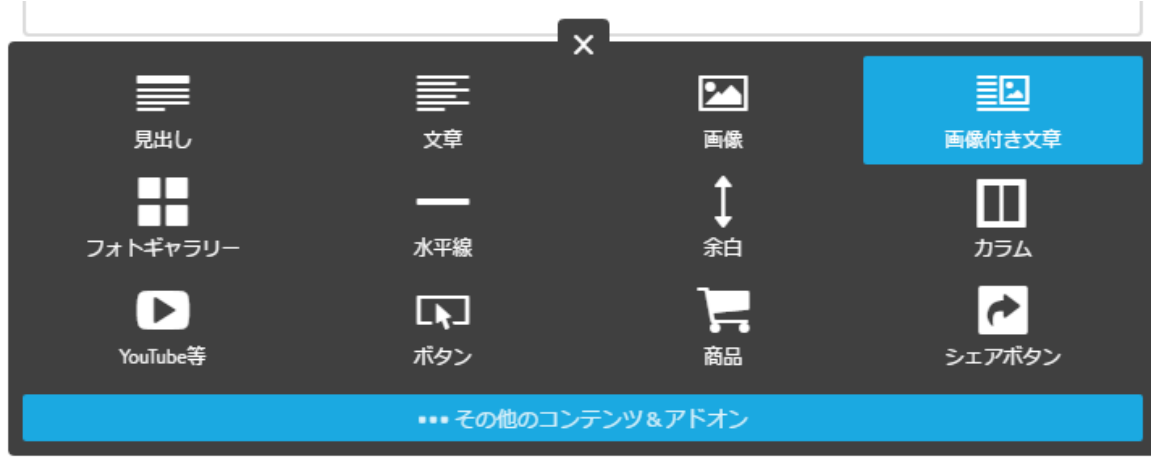 見出し
文章
画像
画像付き文章
フォトギャラリー
水平線
余白
カラム
YouTube等
ボタン
商品
シェアボタン
その他のコンテンツ&アドオン